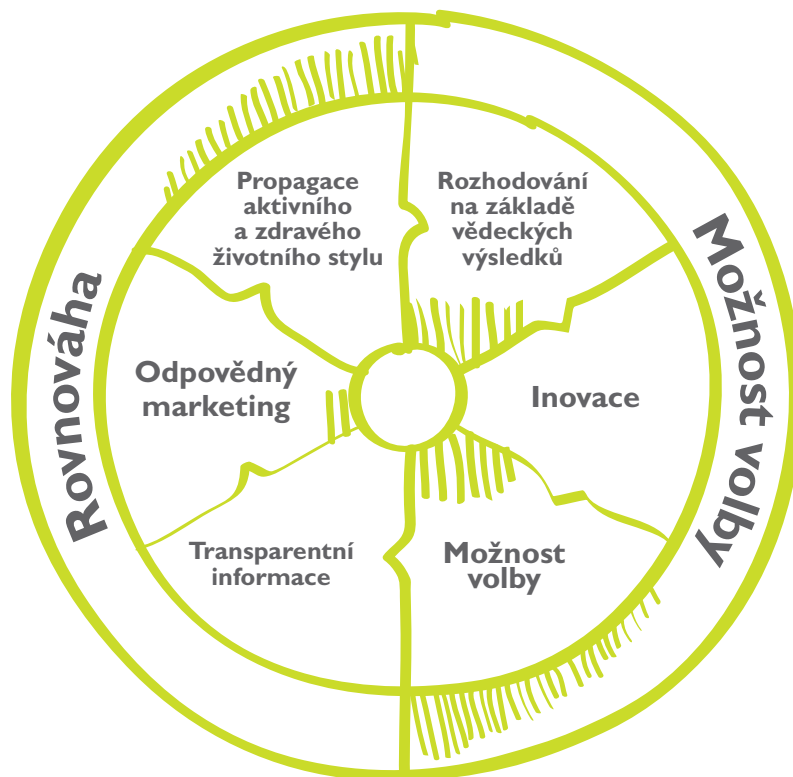 Propagace
aktivního
a zdravého
životního stylu
Rozhodování
na základě
vědeckých
výsledků
Rovnováha
Možnost volby
Odpovědný
marketing
Inovace
Transparentní
informace
Možnost
volby